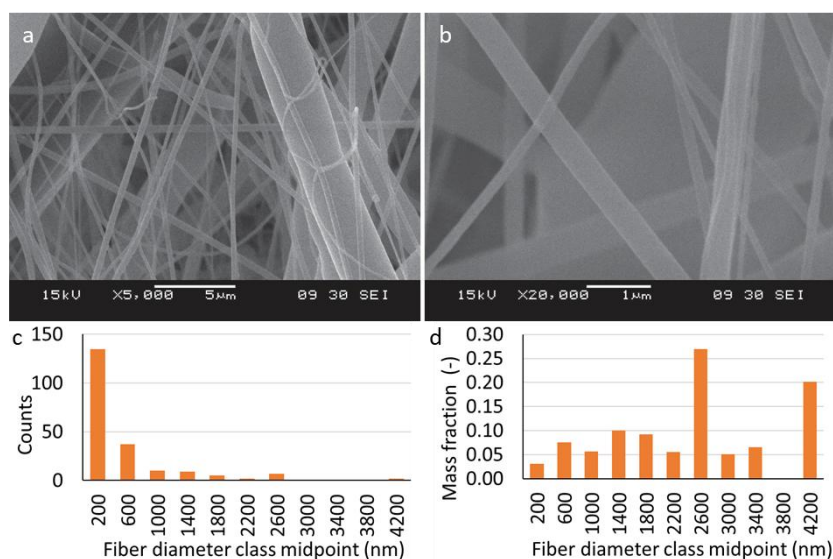 a
15kV X5,000 5μm 09 30 SEI
b
15kV X20,000 1μm 09 30 SEI
c
150
100
50
0
Counts
200 600 1000 1400 1800 2200 2600 3000 3400 3800 4200
Fiber diameter class midpoint (nm)
d
0.30
0.25
0.20
0.15
0.10
0.05
0.00
Mass fraction (-)
200 600 1000 1400 1800 2200 2600 3000 3400 3800 4200
Fiber diameter class midpoint (nm)